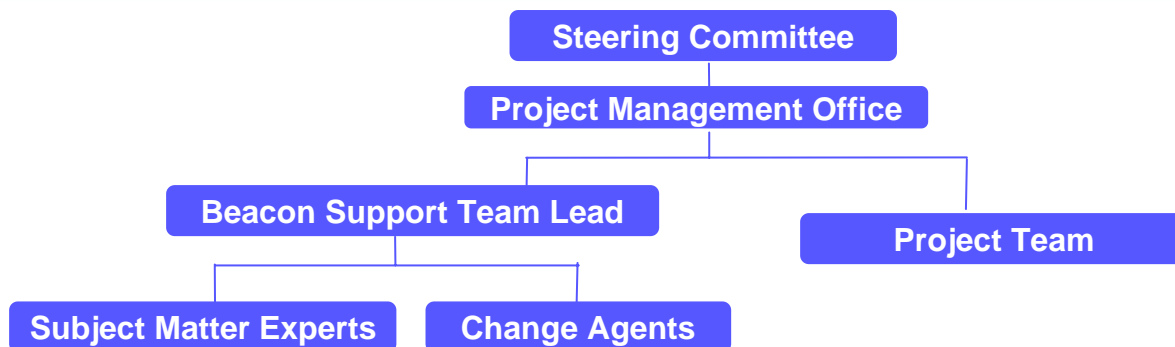 Steering Committee
Project Management Office
Beacon Support Team Lead
Project Team
Subject Matter Experts
Change Agents